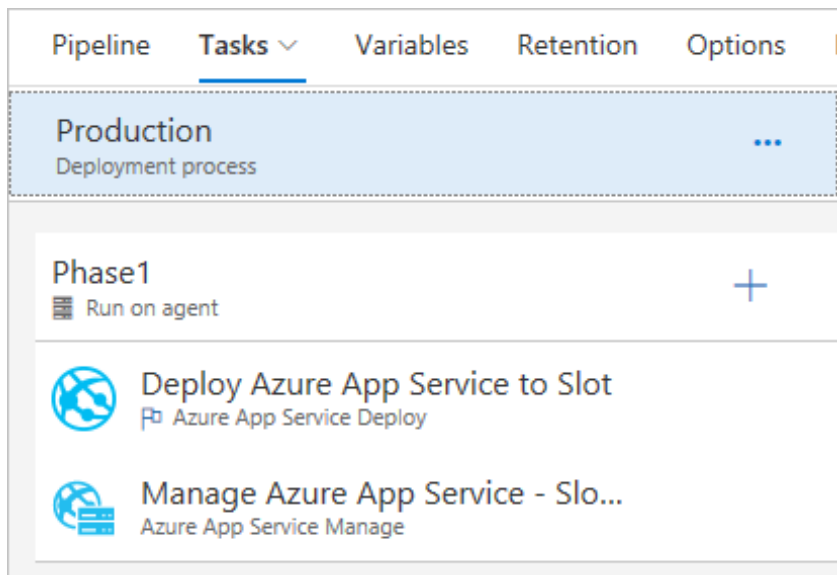 Pipeline Tasks Variables Retention Options
Production
Deployment process
Phase1
Run on agent
Deploy Azure App Service to Slot
Azure App Service Deploy
Manage Azure App Service - Slo...
Azure App Service Manage